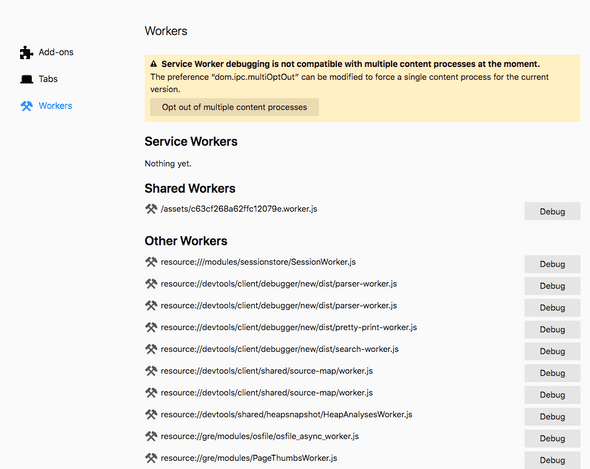 Workers
Add-ons
Tabs
Workers
Service Worker debugging is not compatible with multiple content processes at the moment.
The preference “dom.ipc.multiOptOut” can be modified to force a single content process for the current
version.
Opt out of multiple content processes
Service Workers
Nothing yet.
Shared Workers
/assets/c63cf268a62ffc12079e.worker.js Debug
Other Workers
resource:///modules/sessionstore/SessionWorker.js Debug
resource://devtools/client/debugger/new/dist/parser-worker.js Debug
resource://devtools/client/debugger/new/dist/parser-worker.js Debug
resource://devtools/client/debugger/new/dist/pretty-print-worker.js Debug
resource://devtools/client/debugger/new/dist/search-worker.js Debug
resource://devtools/client/shared/source-map/worker.js Debug
resource://devtools/client/shared/source-map/worker.js Debug
resource://devtools/shared/heapsnapshot/HeapAnalysesWorker.js Debug
resource://gre/modules/osfile/osfile_async_worker.js Debug
resource://gre/modules/PageThumbsWorker.js Debug